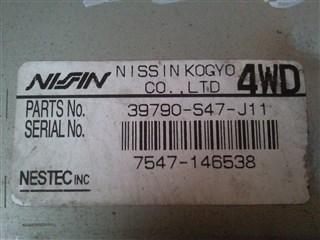 NISSIN NISSIN KOGYO CO.,LTD 4WD
PARTS No. 39790-S47-J11
SERIAL No.
7547-146538
NESTEC INC